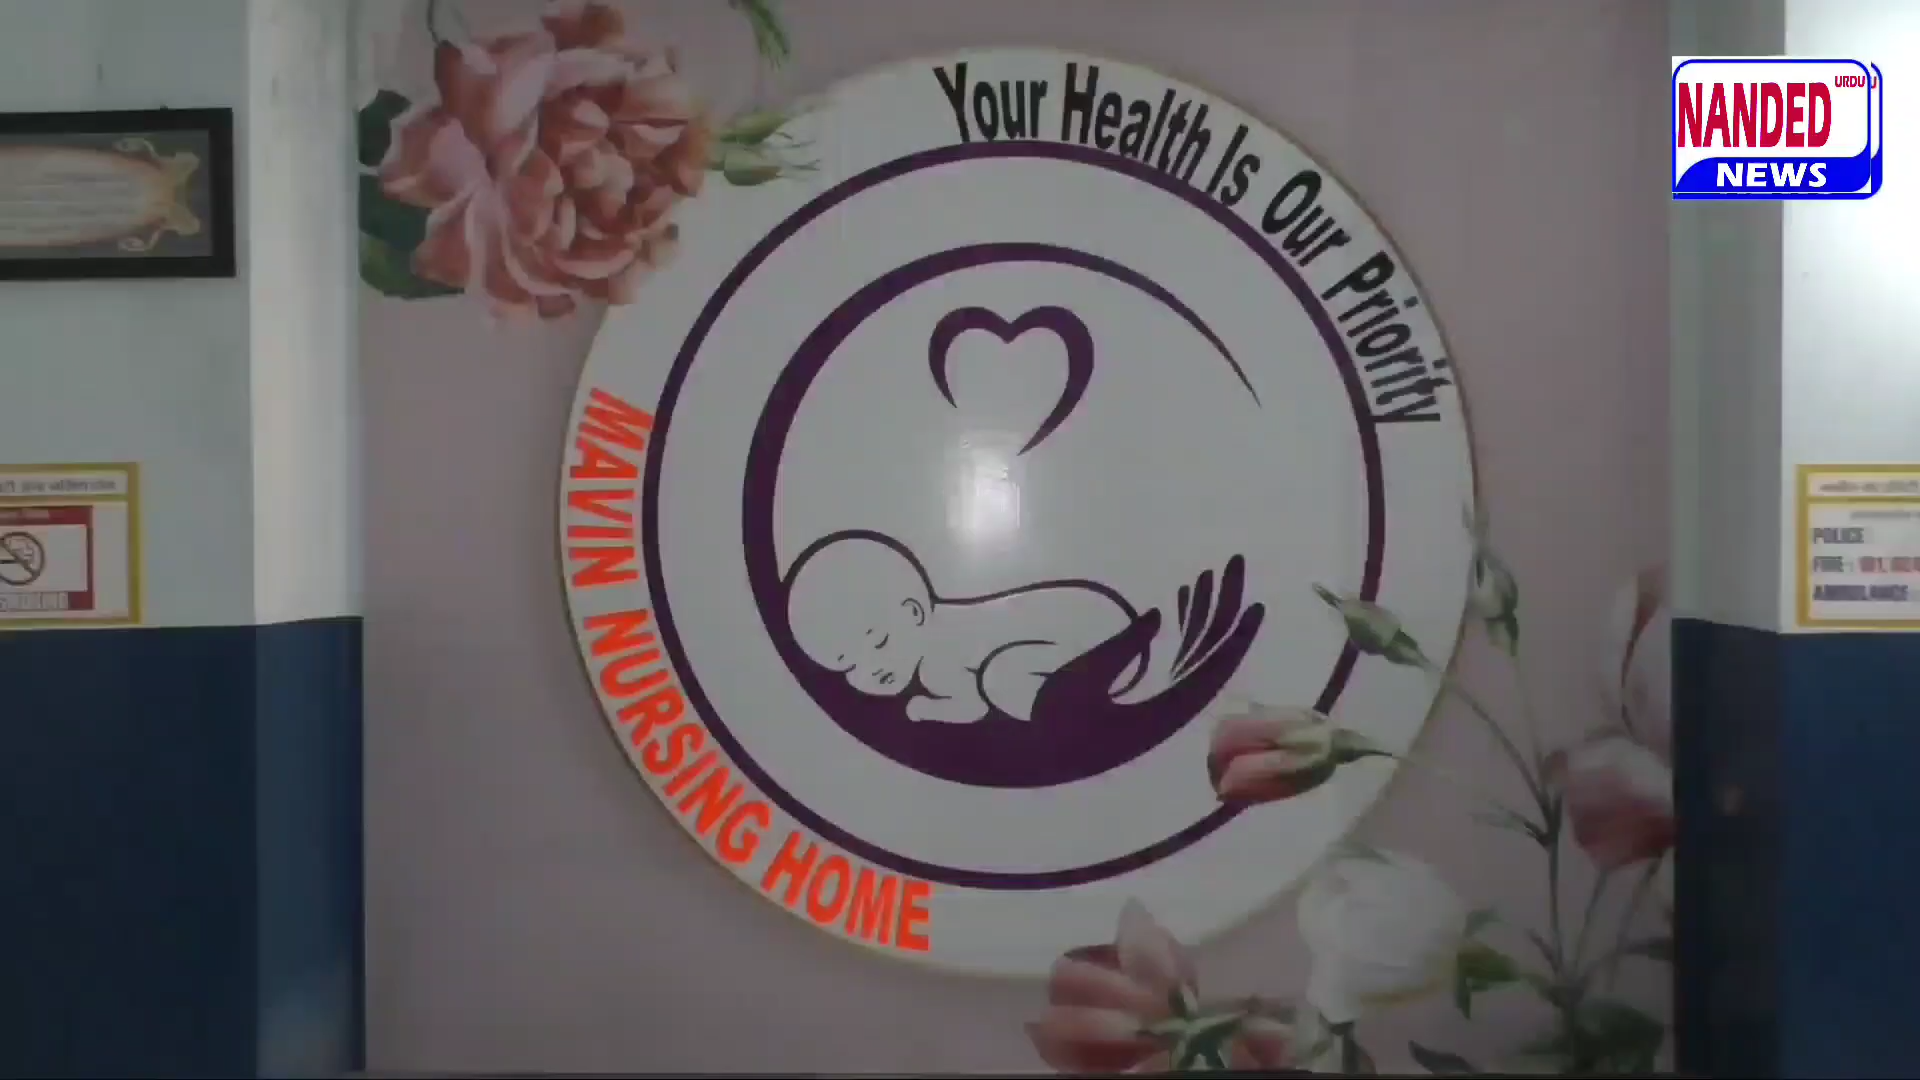 Your Health Is Our Priority
MAVIN NURSING HOME
NANDED
URDU
NEWS
POLICE
FIRE
AMBULANCE